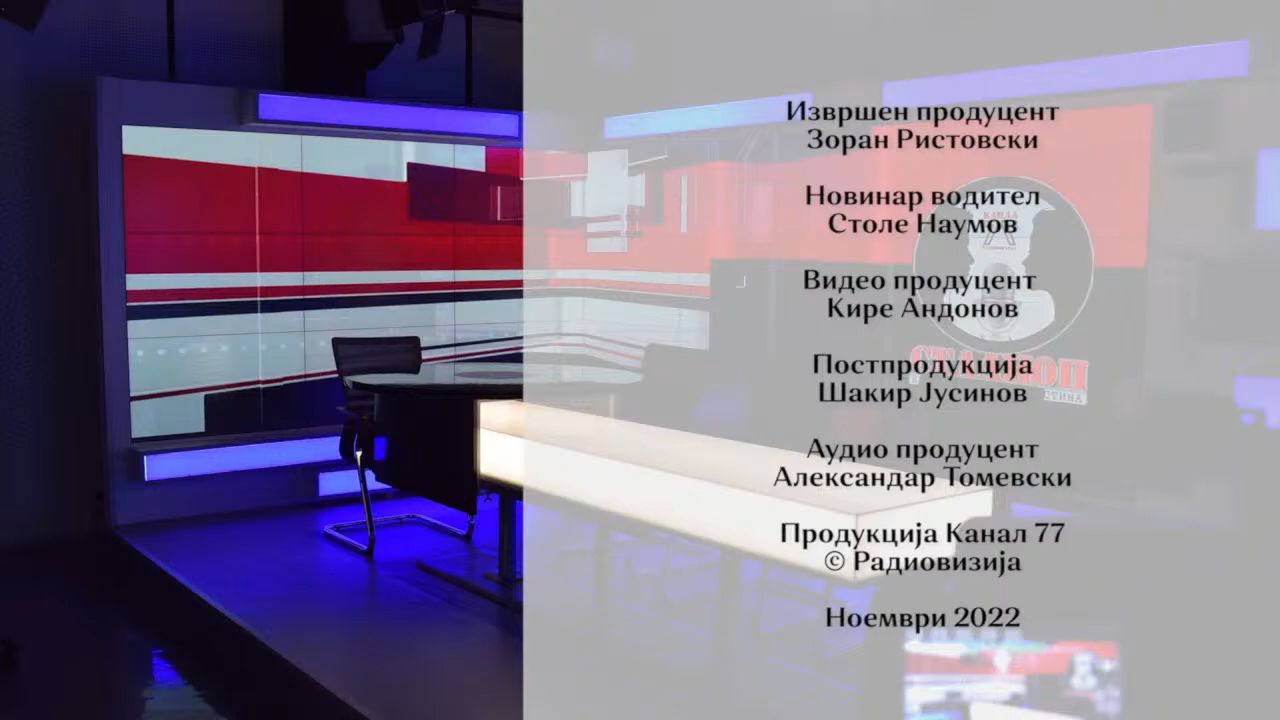 Извршен продуцент
Зоран Ристовски
Новинар водител
Столе Наумов
Видео продуцент
Кире Андонов
Постпродукција
Шакир Јусинов
Аудио продуцент
Александар Томевски
Продукција Канал 77
© Радиовизија
Ноември 2022